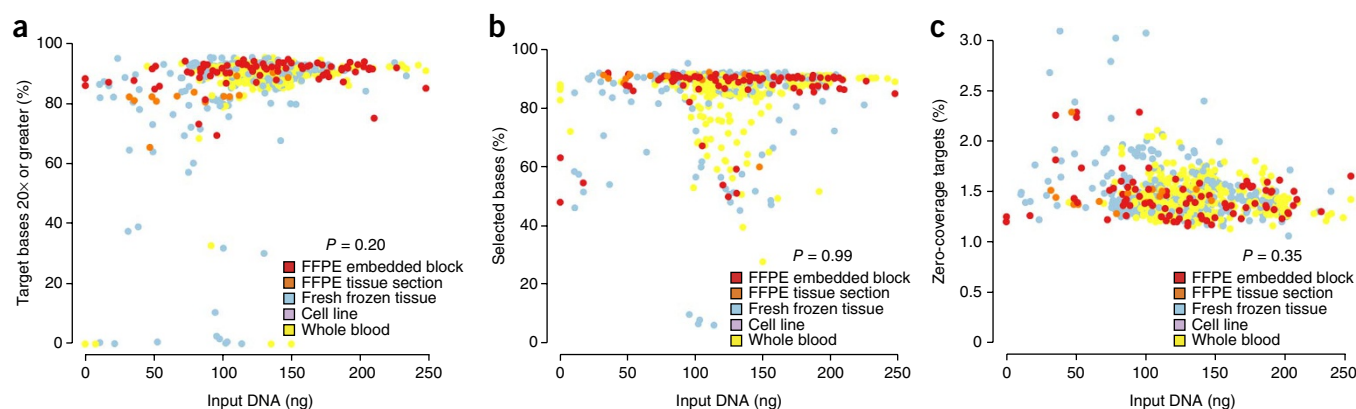 a
Target bases 20× or greater (%)
100
80
60
40
20
0
P = 0.20
FFPE embedded block
FFPE tissue section
Fresh frozen tissue
Cell line
Whole blood
0 50 100 150 200 250
Input DNA (ng)
b
Selected bases (%)
100
80
60
40
20
0
P = 0.99
FFPE embedded block
FFPE tissue section
Fresh frozen tissue
Cell line
Whole blood
0 50 100 150 200 250
Input DNA (ng)
c
Zero-coverage targets (%)
3.0
2.5
2.0
1.5
1.0
0.5
0
P = 0.35
FFPE embedded block
FFPE tissue section
Fresh frozen tissue
Cell line
Whole blood
0 50 100 150 200 250
Input DNA (ng)